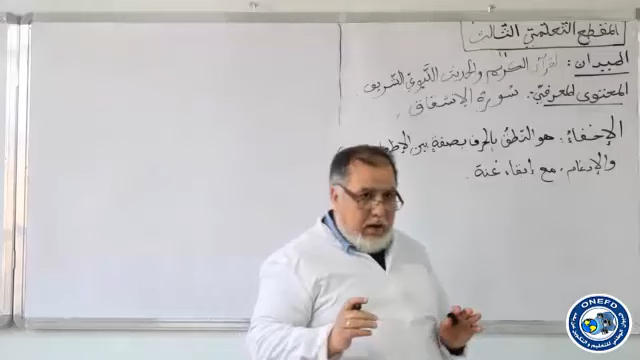 المقطع التعلمي الثالث
الميدان: القرآن الكريم والحديث النبوي الشريف
المحتوى المعرفي: سورة الانشقاق
الإخفاء: هو النطق بالحرف بصفة بين الإظهار
والإدغام، مع إبقاء غنة.
ONEFD